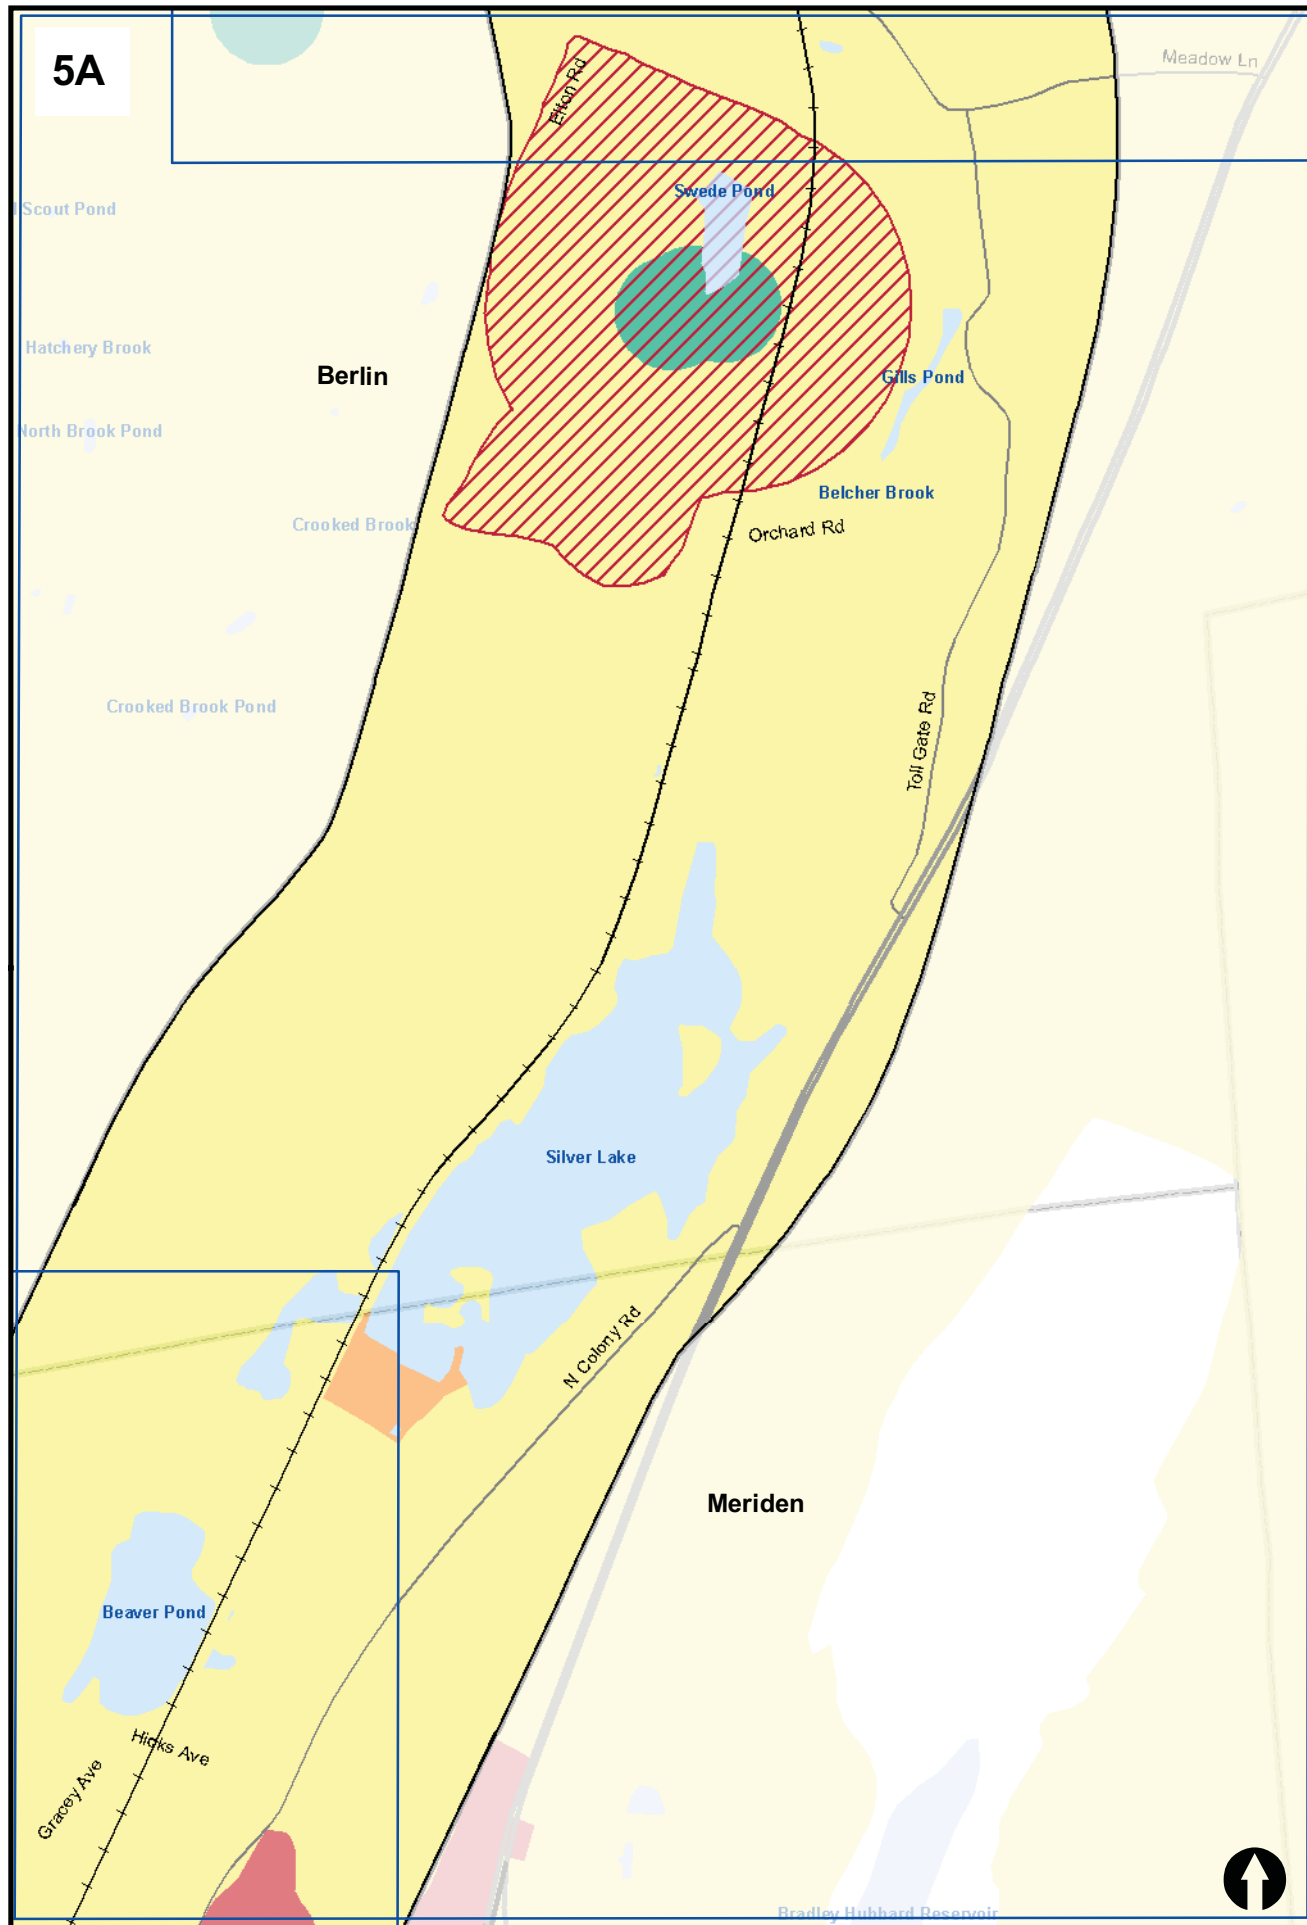 5A
Meadow Ln
Elton Rd
Swede Pond
Scout Pond
Hatchery Brook
Berlin
Gills Pond
North Brook Pond
Belcher Brook
Crooked Brook
Orchard Rd
Crooked Brook Pond
Toll Gate Rd
Silver Lake
N Colony Rd
Meriden
Beaver Pond
Hicks Ave
Gracey Ave
Bradley Hubbard Reservoir